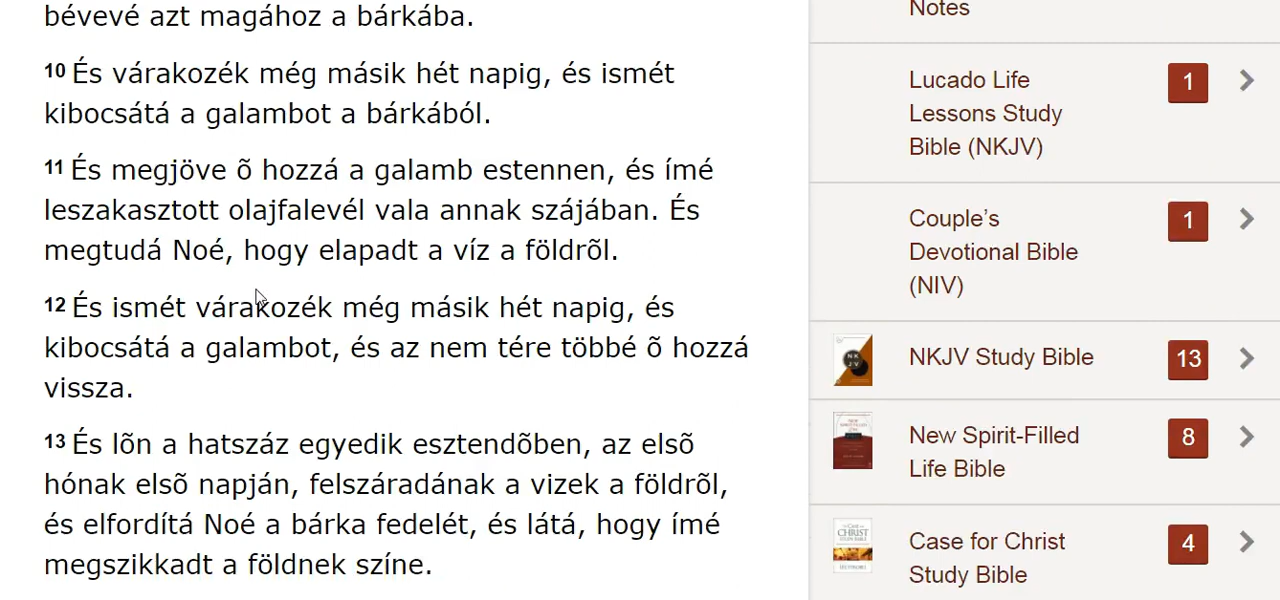 bévevé azt magához a bárkába.
10 És várakozék még másik hét napig, és ismét
kibocsátá a galambot a bárkából.
11 És megjöve õ hozzá a galamb estennen, és ímé
leszakasztott olajfalevél vala annak szájában. És
megtudá Noé, hogy elapadt a víz a földrõl.
12 És ismét várakozék még másik hét napig, és
kibocsátá a galambot, és az nem tére többé õ hozzá
vissza.
13 És lõn a hatszáz egyedik esztendõben, az elsõ
hónak elsõ napján, felszáradának a vizek a földrõl,
és elfordítá Noé a bárka fedelét, és látá, hogy ímé
megszikkadt a földnek színe.
Notes
Lucado Life
Lessons Study
Bible (NKJV)
1
Couple’s
Devotional Bible
(NIV)
1
NKJV Study Bible
13
New Spirit-Filled
Life Bible
8
Case for Christ
Study Bible
4